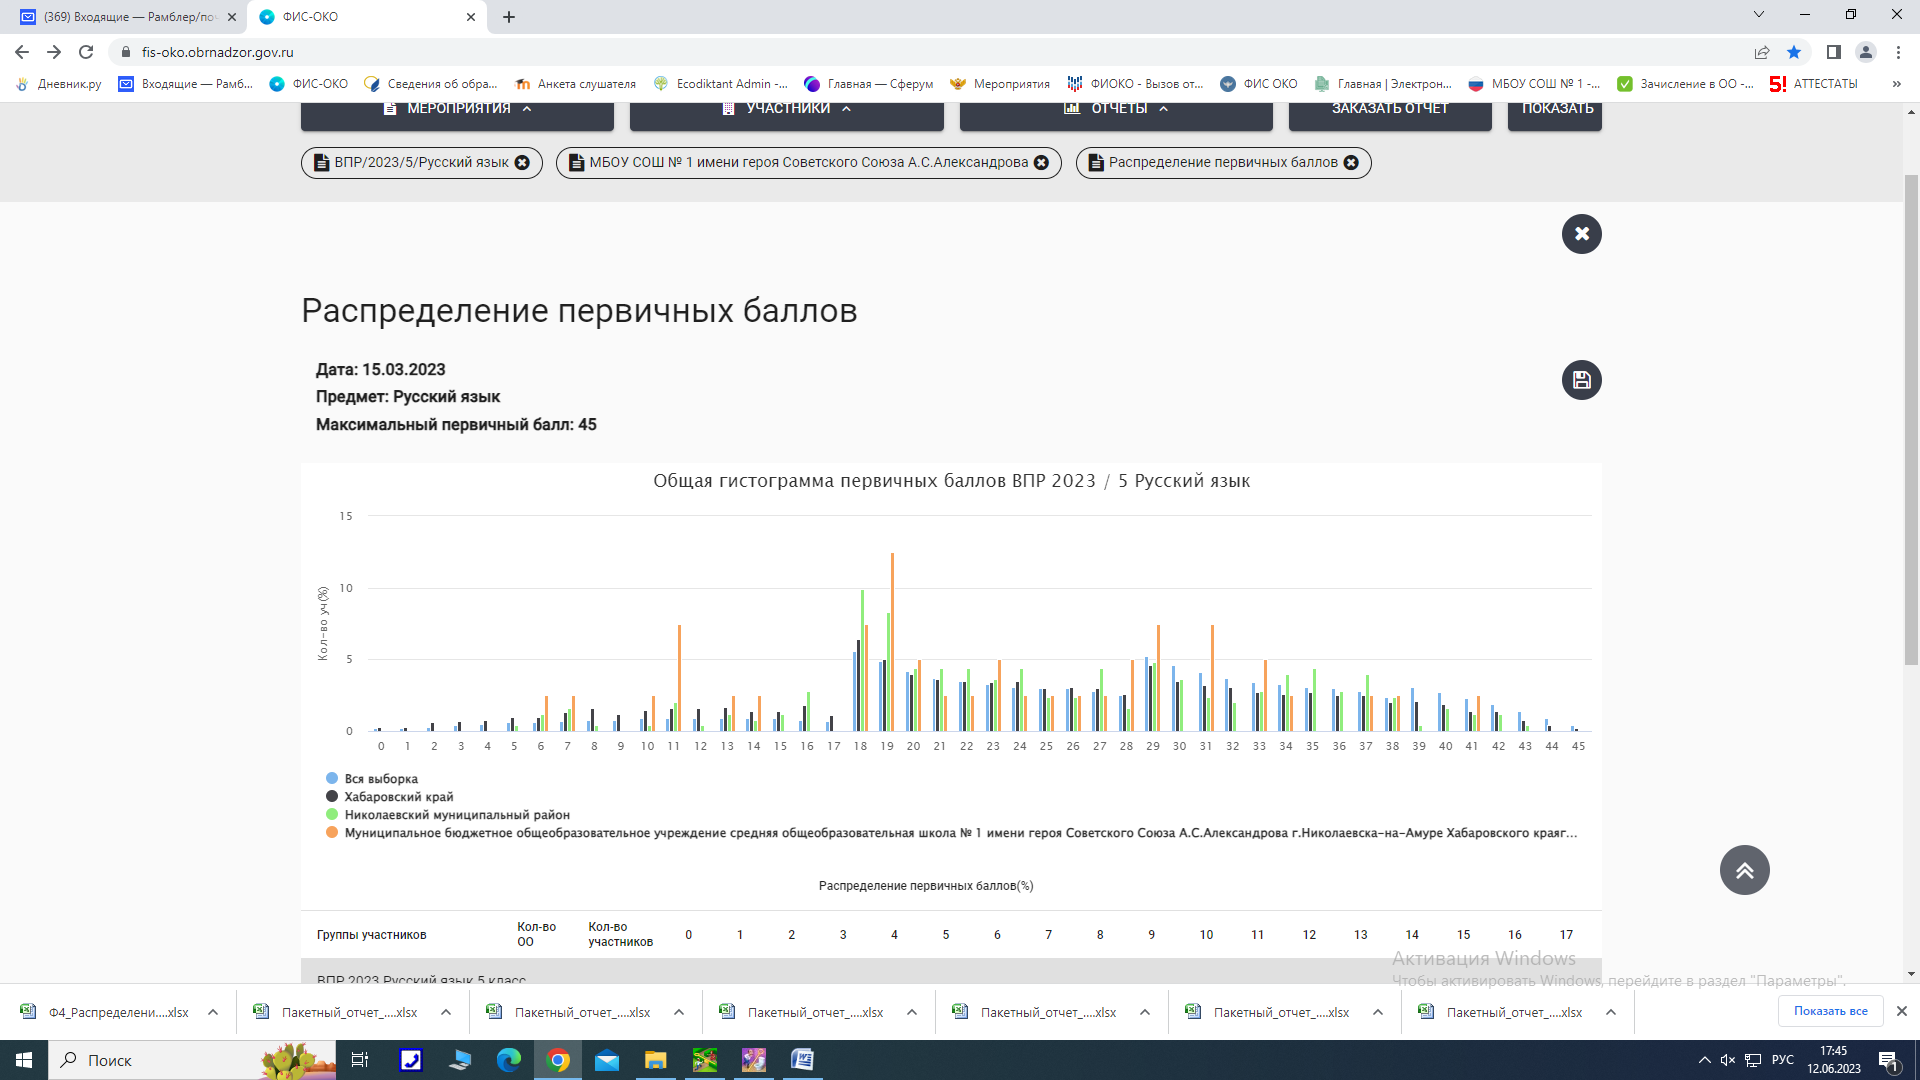 (369) Входящие — Рамблер/поч
ФИС-ОКО
fis-oko.obrnadzor.gov.ru
Дневник.ру
Входящие — Рамб...
ФИС-ОКО
Сведения об обра...
Анкета слушателя
Ecodiktant Admin -...
Главная — Сферум
Мероприятия
ФИОКО - Вызов от...
ФИС ОКО
Главная | Электрон...
МБОУ СОШ № 1 -...
Зачисление в ОО -...
АТТЕСТАТЫ
»
МЕРОПРИЯТИЯ
УЧАСТНИКИ
ОТЧЕТЫ
ЗАКАЗАТЬ ОТЧЕТ
ПОКАЗАТЬ
ВПР/2023/5/Русский язык
МБОУ СОШ № 1 имени героя Советского Союза А.С.Александрова
Распределение первичных баллов
Распределение первичных баллов
Дата: 15.03.2023
Предмет: Русский язык
Максимальный первичный балл: 45
Общая гистограмма первичных баллов ВПР 2023 / 5 Русский язык
Кол-во уч(%)
15
10
5
0
0 1 2 3 4 5 6 7 8 9 10 11 12 13 14 15 16 17 18 19 20 21 22 23 24 25 26 27 28 29 30 31 32 33 34 35 36 37 38 39 40 41 42 43 44 45
Вся выборка
Хабаровский край
Николаевский муниципальный район
Муниципальное бюджетное общеобразовательное учреждение средняя общеобразовательная школа № 1 имени героя Советского Союза А.С.Александрова г.Николаевска-на-Амуре Хабаровского краяг...
Распределение первичных баллов(%)
Группы участников
Кол-во ОО
Кол-во участников
0 1 2 3 4 5 6 7 8 9 10 11 12 13 14 15 16 17
ВПР 2023 Русский язык 5 класс
Активация Windows
Чтобы активировать Windows, перейдите в раздел "Параметры".
Ф4_Распределени....xlsx
Пакетный_отчет_....xlsx
Пакетный_отчет_....xlsx
Пакетный_отчет_....xlsx
Пакетный_отчет_....xlsx
Пакетный_отчет_....xlsx
Пакетный_отчет_....xlsx
Показать все
Поиск
РУС
17:45
12.06.2023
1